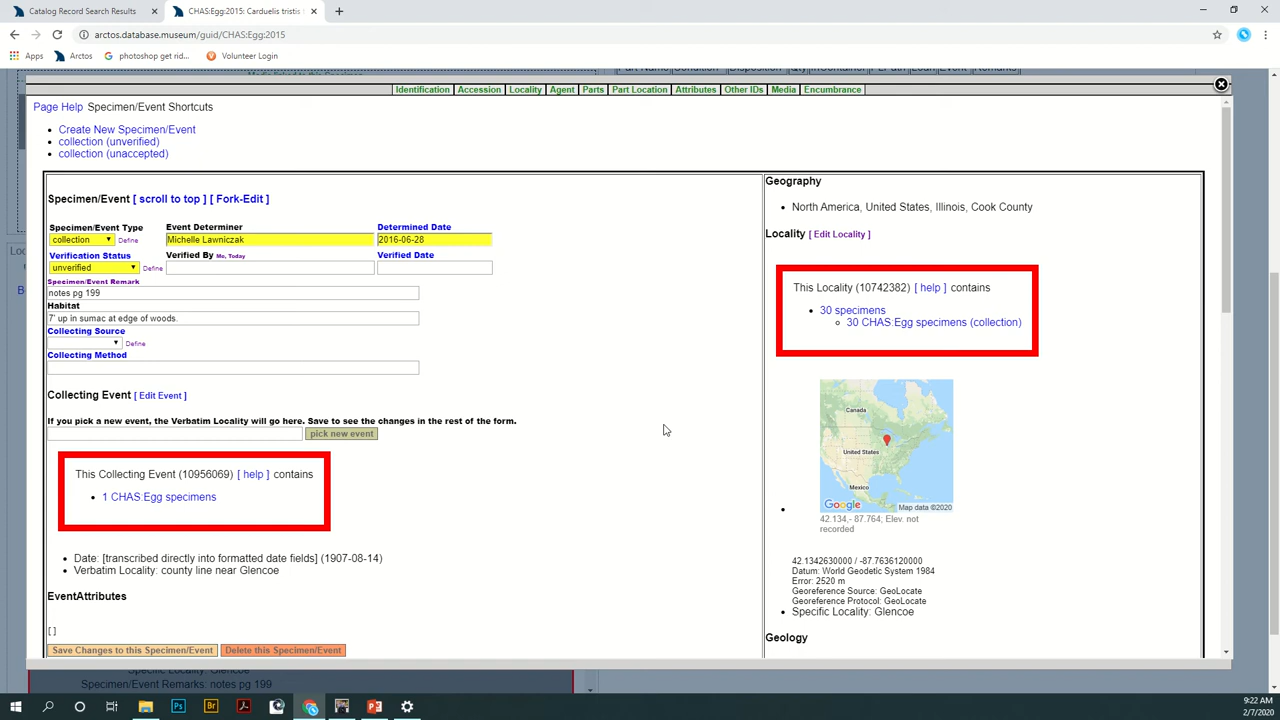 Catalog Record Search Results
CHAS:Egg:2015: Carduelis tristis
arctos.database.museum/guid/CHAS:Egg:2015
Apps Arctos photoshop get rid... Volunteer Login
Identification Accession Locality Agent Parts Part Location Attributes Other IDs Media Encumbrance
Page Help Specimen/Event Shortcuts
Create New Specimen/Event
collection (unverified)
collection (unaccepted)
Specimen/Event [ scroll to top ] [ Fork-Edit ]
Specimen/Event Type Event Determiner Determined Date
collection Define Michelle Lawniczak 2016-06-28
Verification Status Verified By Me, Today Verified Date
unverified Define
Specimen/Event Remark
notes pg 199
Habitat
7' up in sumac at edge of woods.
Collecting Source
Define
Collecting Method
Collecting Event [ Edit Event ]
If you pick a new event, the Verbatim Locality will go here. Save to see the changes in the rest of the form.
pick new event
This Collecting Event (10956069) [ help ] contains
1 CHAS:Egg specimens
Date: [transcribed directly into formatted date fields] (1907-08-14)
Verbatim Locality: county line near Glencoe
EventAttributes
[ ]
Save Changes to this Specimen/Event Delete this Specimen/Event
Geography
North America, United States, Illinois, Cook County
Locality [ Edit Locality ]
This Locality (10742382) [ help ] contains
30 specimens
30 CHAS:Egg specimens (collection)
Canada
United States
Mexico
Google Map data ©2020
42.134,- 87.764; Elev. not
recorded
42.1342630000 / -87.7636120000
Datum: World Geodetic System 1984
Error: 2520 m
Georeference Source: GeoLocate
Georeference Protocol: GeoLocate
Specific Locality: Glencoe
Geology
Specific Locality: Glencoe
Specimen/Event Remarks: notes pg 199
Ps Br
9:22 AM
2/7/2020